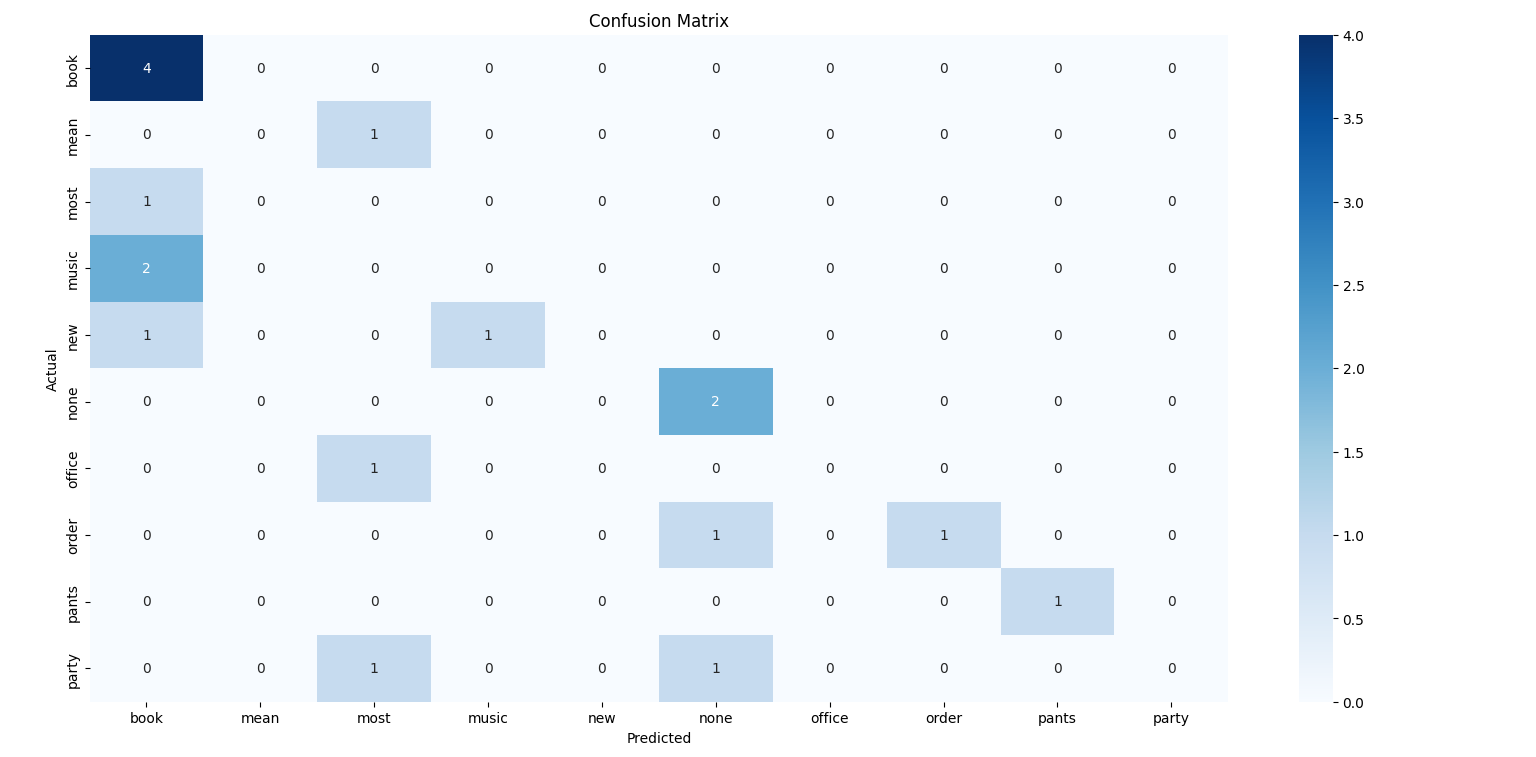 Confusion Matrix
book 4 0 0 0 0 0 0 0 0 0
mean 0 0 1 0 0 0 0 0 0 0
most 1 0 0 0 0 0 0 0 0 0
music 2 0 0 0 0 0 0 0 0 0
new 1 0 0 1 0 0 0 0 0 0
none 0 0 0 0 0 2 0 0 0 0
office 0 0 1 0 0 0 0 0 0 0
order 0 0 0 0 0 1 0 1 0 0
pants 0 0 0 0 0 0 0 0 1 0
party 0 0 1 0 0 1 0 0 0 0
Actual
book mean most music new none office order pants party
Predicted
4.0
3.5
3.0
2.5
2.0
1.5
1.0
0.5
0.0